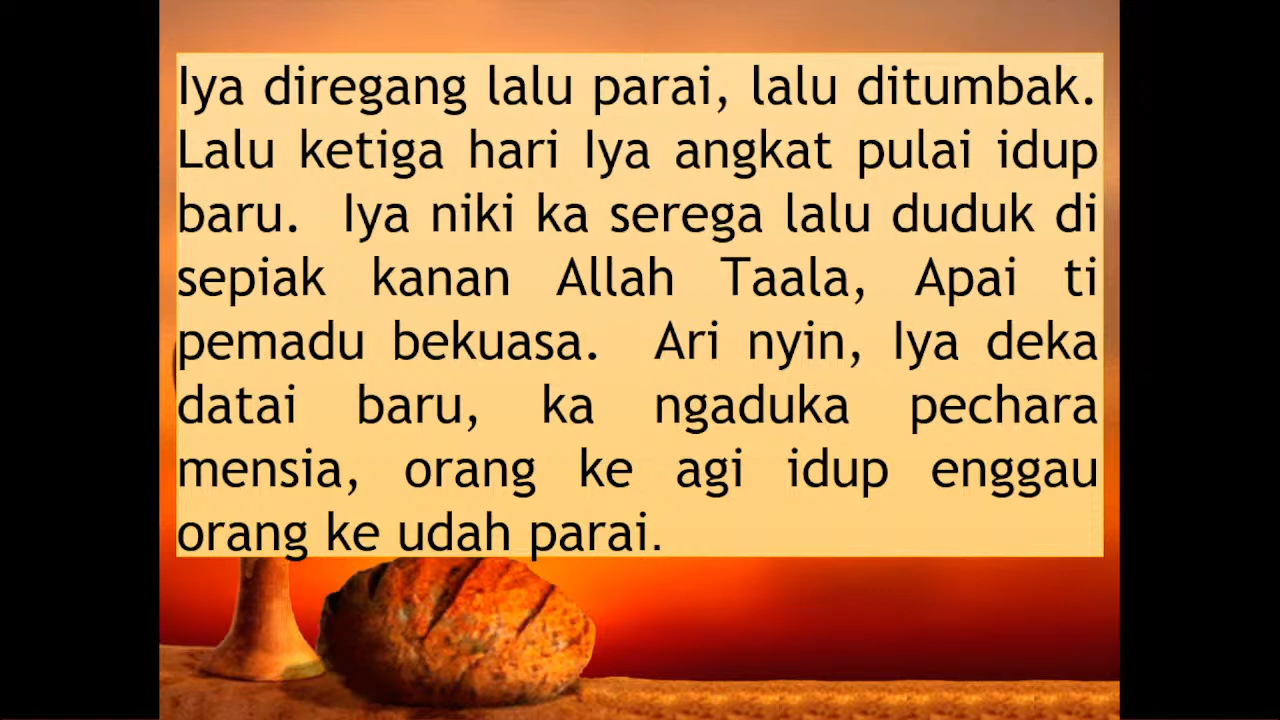 Iya diregang lalu parai, lalu ditumbak.
Lalu ketiga hari Iya angkat pulai idup
baru. Iya niki ka serega lalu duduk di
sepiak kanan Allah Taala, Apai ti
pemadu bekuasa. Ari nyin, Iya deka
datai baru, ka ngaduka pechara
mensia, orang ke agi idup enggau
orang ke udah parai.